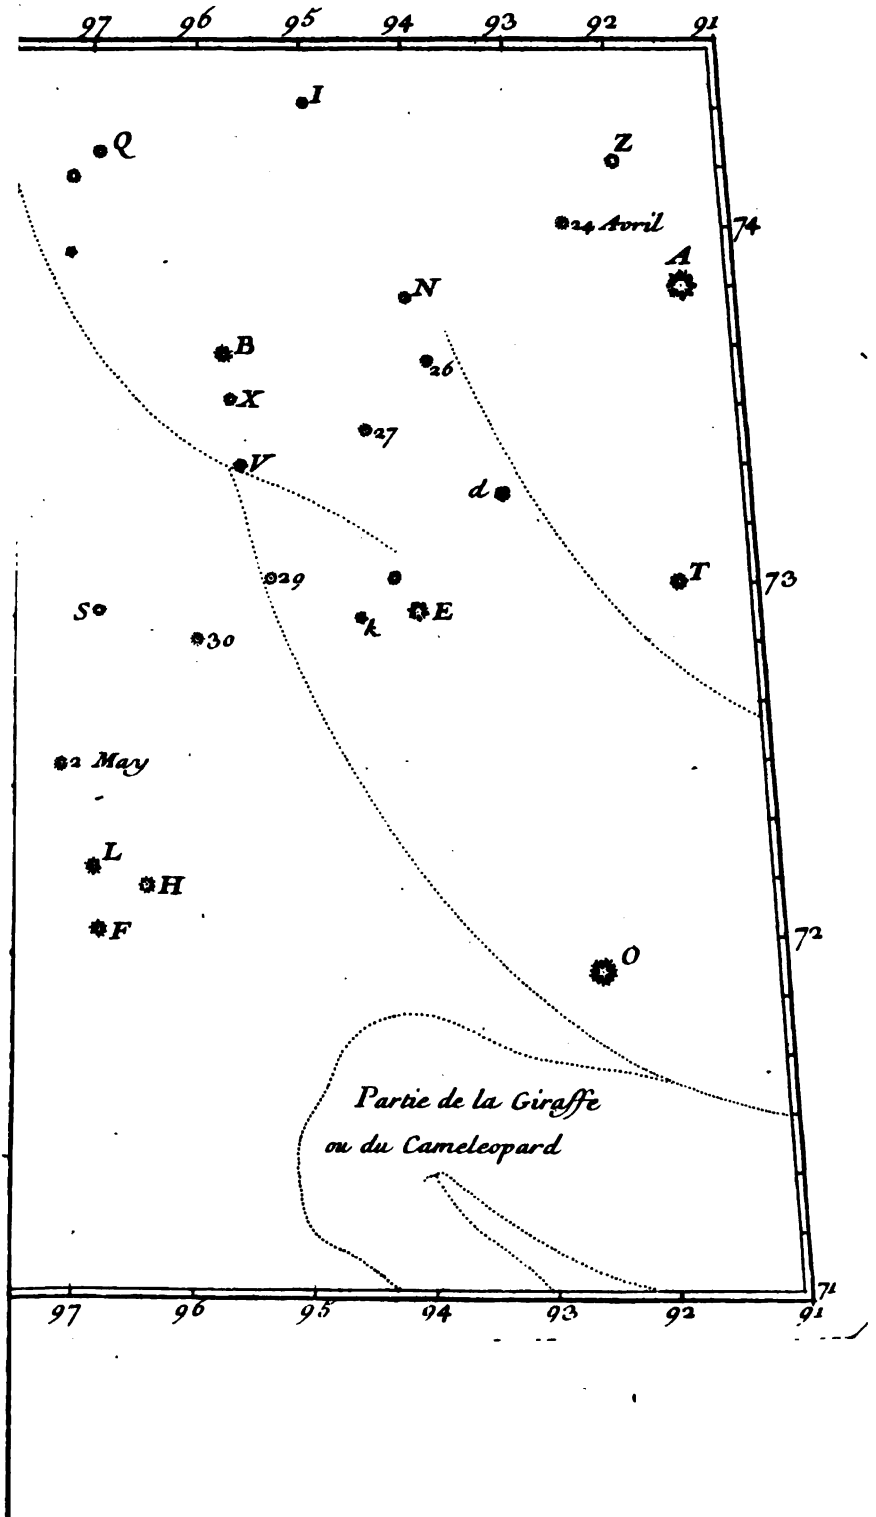 97 96 95 94 93 92 91
I
Q
Z
24 Avril
74
A
N
B
26
X
27
V
d
T
73
29
S
k
E
30
2 May
L
H
F
72
O
Partie de la Giraffe
ou du Cameleopard
71
97 96 95 94 93 92 91